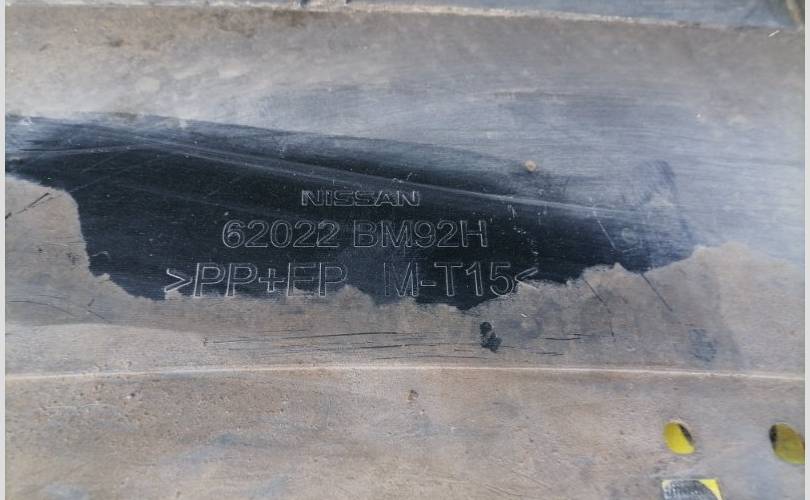 NISSAN
62022 BM92H
>PP+EP M-T15<